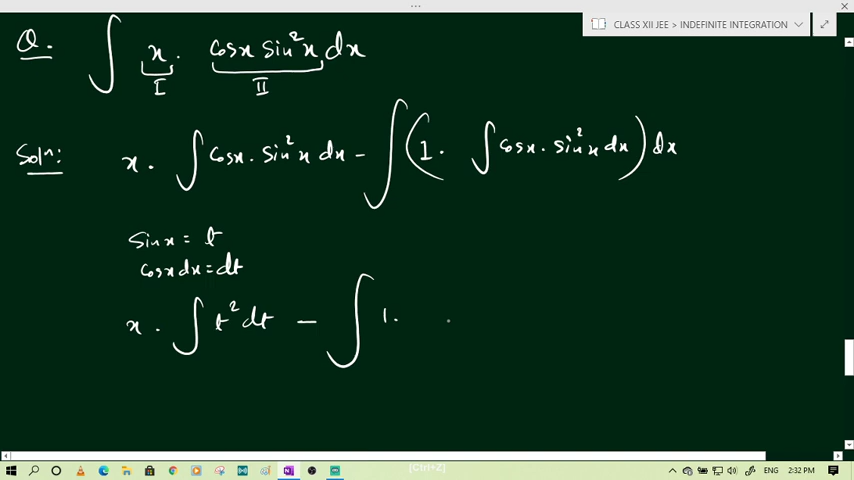 ...
CLASS XII JEE > INDEFINITE INTEGRATION
Q. ∫ x · cosx sin²x dx
I II
Soln: x · ∫ cosx · sin²x dx - ∫ (1 · ∫ cosx · sin²x dx) dx
sinx = t
cosx dx = dt
x · ∫ t² dt - ∫ 1 ·
[Ctrl+Z]
ENG 2:32 PM